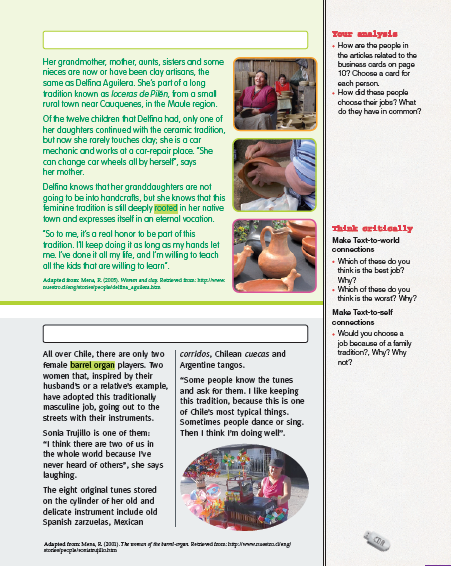 Her grandmother, mother, aunts, sisters and some
nieces are now or have been clay artisans, the
same as Delfina Aguilera. She's part of a long
tradition known as loceras de Pilén, from a small
rural town near Cauquenes, in the Maule region.
Of the twelve children that Delfina had, only one of
her daughters continued with the ceramic tradition,
but now she rarely touches clay; she is a car
mechanic and works at a car-repair place. "She
can change car wheels all by herself", says
her mother.
Delfina knows that her granddaughters are not
going to be into handcrafts, but she knows that this
feminine tradition is still deeply rooted in her native
town and expresses itself in an eternal vocation.
"So to me, it's a real honor to be part of this
tradition. I'll keep doing it as long as my hands let
me. I've done it all my life, and I'm willing to teach
all the kids that are willing to learn".
Adapted from: Mena, R. (2005). Women and clay. Retrieved from: http://www.
nuestro.cl/eng/stories/people/delfina_aguilera.htm
All over Chile, there are only two
female barrel organ players. Two
women that, inspired by their
husband's or a relative's example,
have adopted this traditionally
masculine job, going out to the
streets with their instruments.
Sonia Trujillo is one of them:
"I think there are two of us in
the whole world because I've
never heard of others", she says
laughing.
The eight original tunes stored
on the cylinder of her old and
delicate instrument include old
Spanish zarzuelas, Mexican
corridos, Chilean cuecas and
Argentine tangos.
"Some people know the tunes
and ask for them. I like keeping
this tradition, because this is one
of Chile's most typical things.
Sometimes people dance or sing.
Then I think I'm doing well".
Adapted from: Mena, R. (2003). The woman of the barrel-organ. Retrieved from: http://www.nuestro.cl/eng/
stories/people/soniatrujillo.htm
Your analysis
• How are the people in
the articles related to the
business cards on page
10? Choose a card for
each person.
• How did these people
choose their jobs? What
do they have in common?
Think critically
Make Text-to-world
connections
• Which of these do you
think is the best job?
Why?
• Which of these do you
think is the worst? Why?
Make Text-to-self
connections
• Would you choose a
job because of a family
tradition?, Why? Why
not?